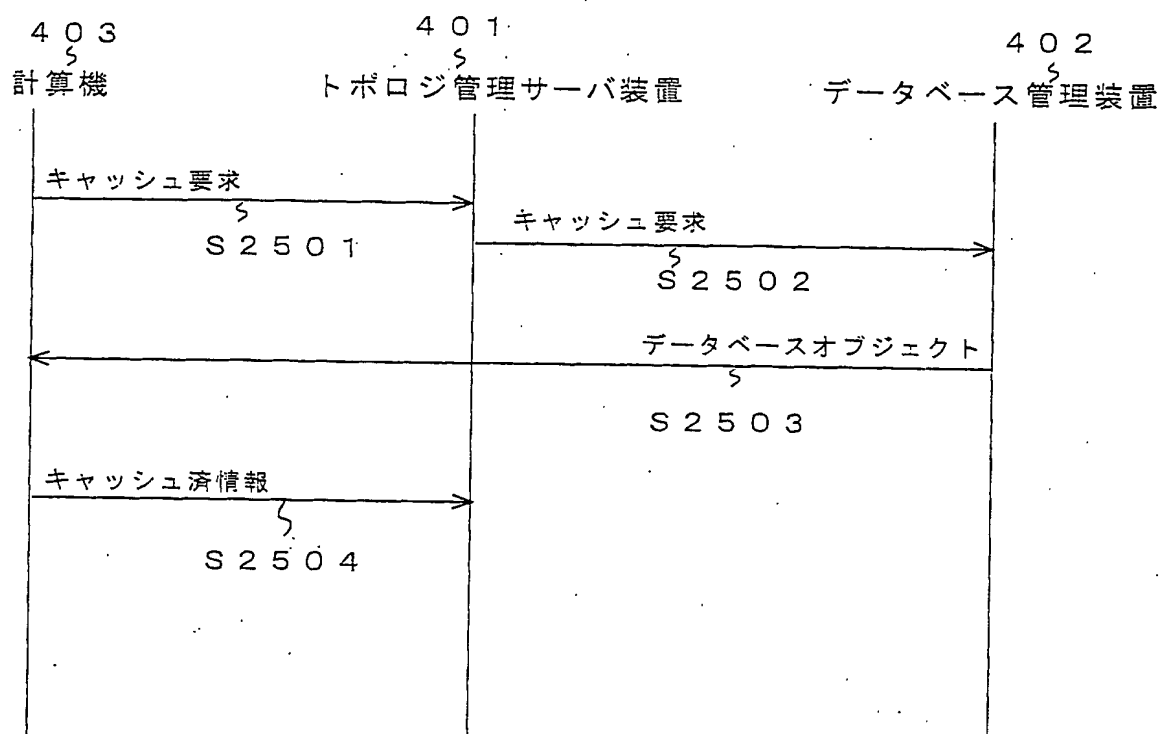 403
計算機
401
トポロジ管理サーバ装置
402
データベース管理装置
キャッシュ要求
S2501
キャッシュ要求
S2502
データベースオブジェクト
S2503
キャッシュ済情報
S2504